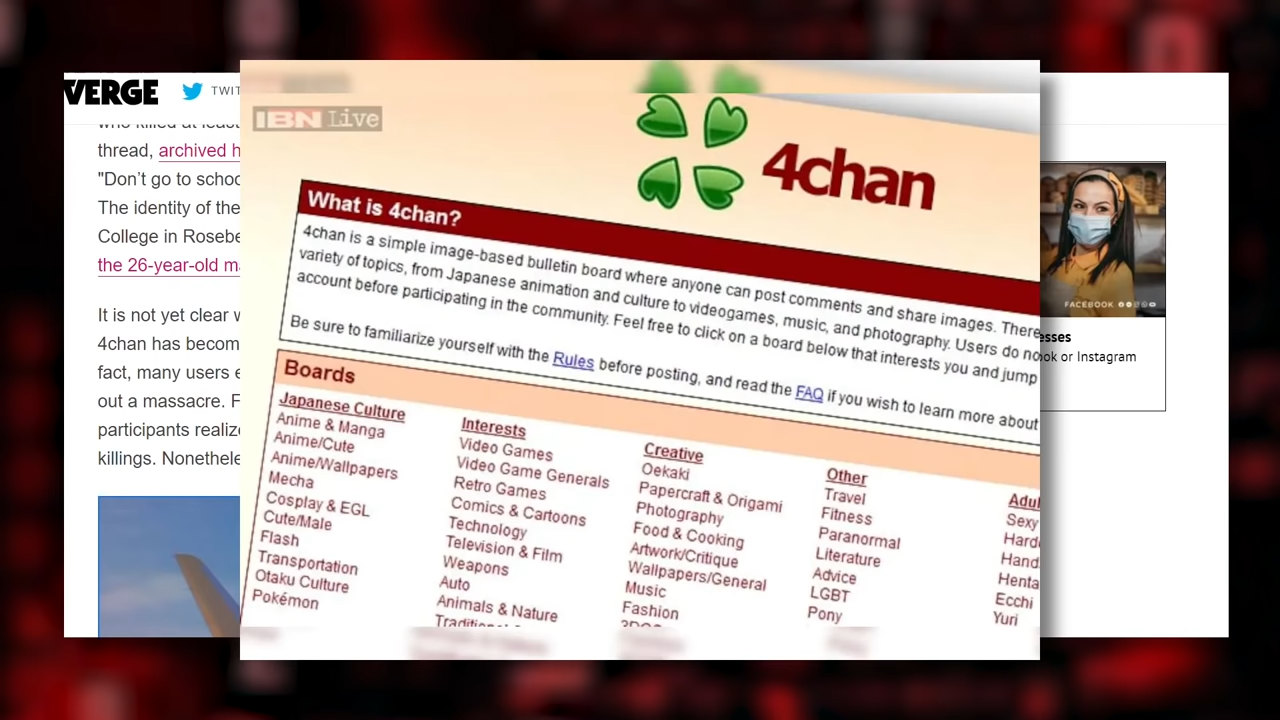 VERGE
TWIT
who killed at least
thread, archived h
"Don't go to schoo
The identity of the
College in Rosebe
the 26-year-old ma
It is not yet clear w
4chan has becom
fact, many users e
out a massacre. F
participants realize
killings. Nonethele
IBN Live
4chan
What is 4chan?
4chan is a simple image-based bulletin board where anyone can post comments and share images. There
variety of topics, from Japanese animation and culture to videogames, music, and photography. Users do no
account before participating in the community. Feel free to click on a board below that interests you and jump
Be sure to familiarize yourself with the Rules before posting, and read the FAQ if you wish to learn more about
Boards
Japanese Culture
Anime & Manga
Anime/Cute
Anime/Wallpapers
Mecha
Cosplay & EGL
Cute/Male
Flash
Transportation
Otaku Culture
Pokémon
Interests
Video Games
Video Game Generals
Retro Games
Comics & Cartoons
Technology
Television & Film
Weapons
Auto
Animals & Nature
Traditional
Creative
Oekaki
Papercraft & Origami
Photography
Food & Cooking
Artwork/Critique
Wallpapers/General
Music
Fashion
Other
Travel
Fitness
Paranormal
Literature
Advice
LGBT
Pony
Adul
Sexy
Hard
Hand
Henta
Ecchi
Yuri
FACEBOOK
esses
ok or Instagram